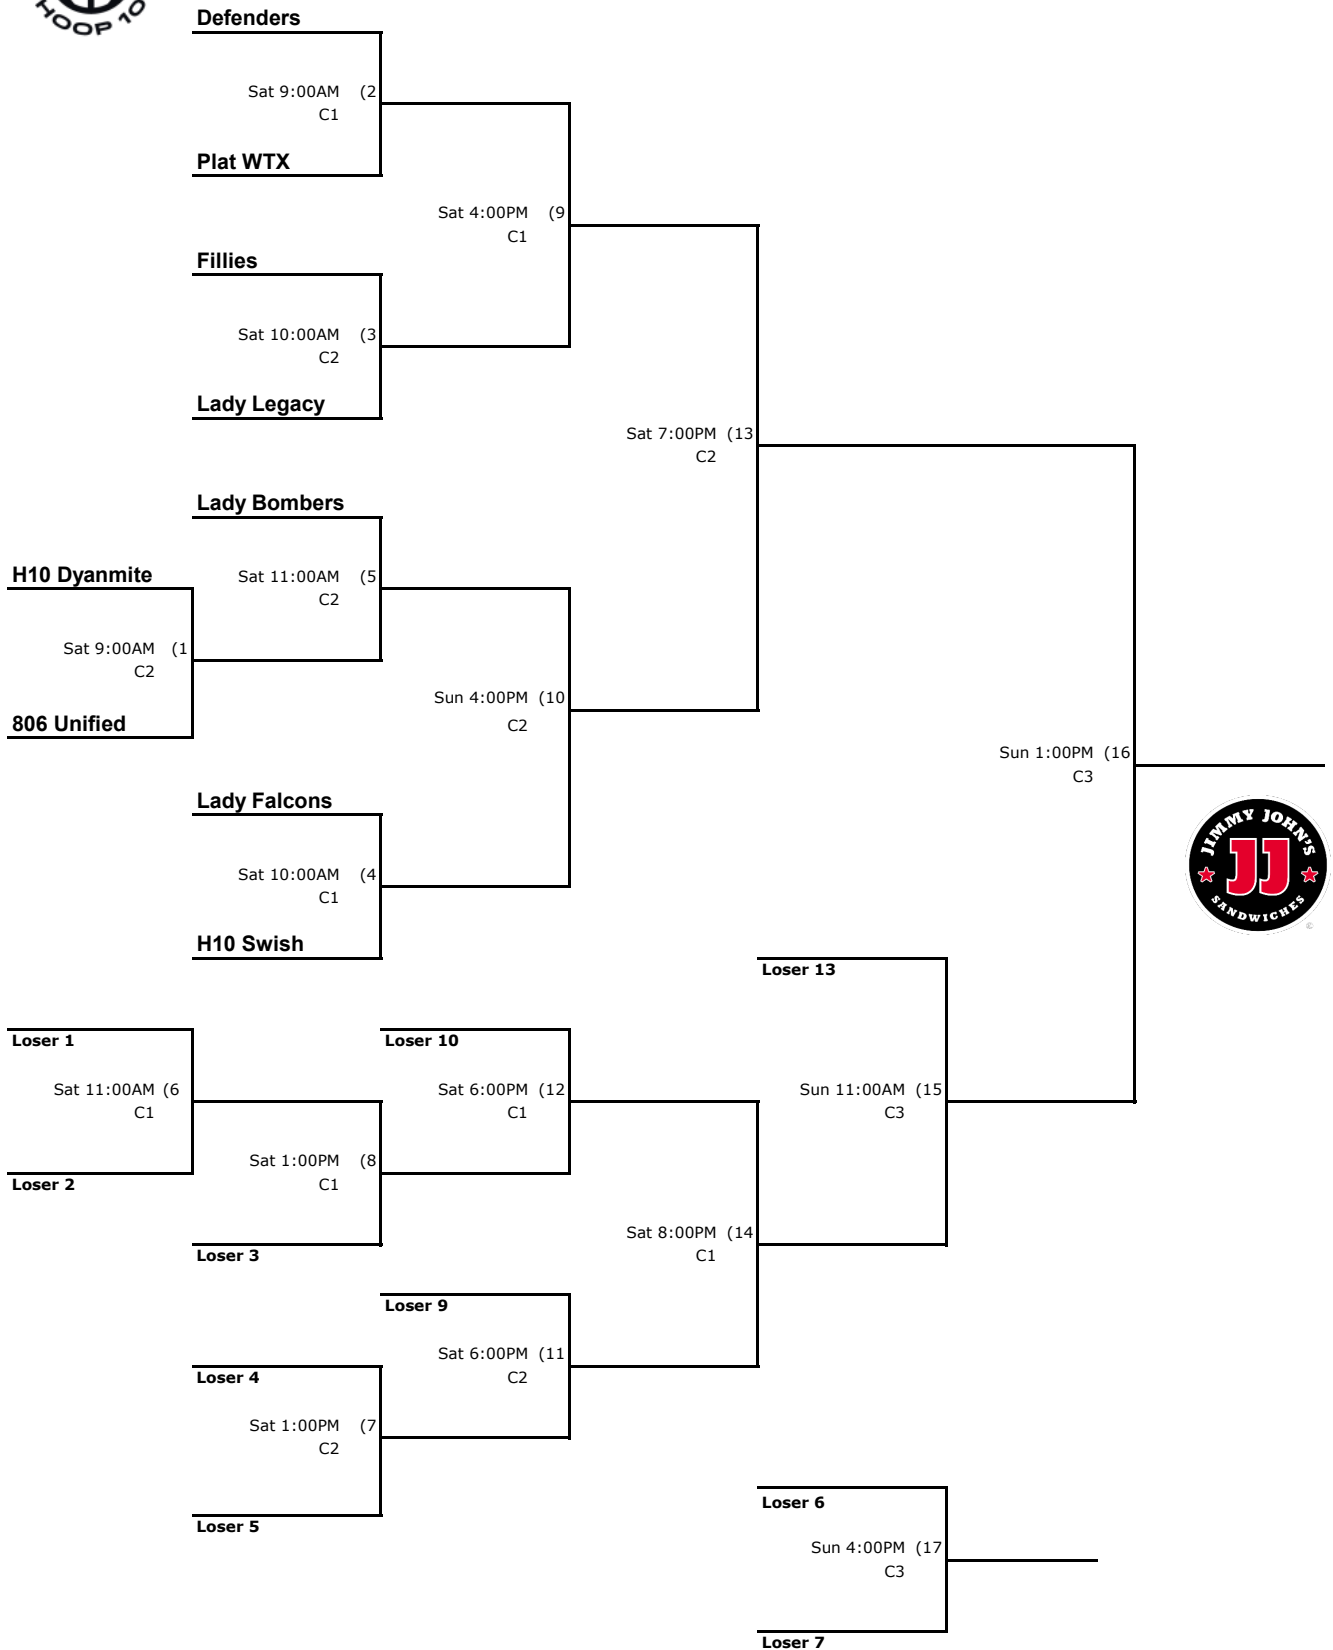 HOOP 10
Defenders
Sat 9:00AM (2
C1
Plat WTX
Sat 4:00PM (9
C1
Fillies
Sat 10:00AM (3
C2
Lady Legacy
Sat 7:00PM (13
C2
Lady Bombers
H10 Dyanmite
Sat 11:00AM (5
C2
Sat 9:00AM (1
C2
Sun 4:00PM (10
C2
806 Unified
Sun 1:00PM (16
C3
Lady Falcons
JIMMY JOHN'S
JJ
SANDWICHES
©
Sat 10:00AM (4
C1
H10 Swish
Loser 13
Loser 1
Loser 10
Sat 11:00AM (6
C1
Sat 6:00PM (12
C1
Sun 11:00AM (15
C3
Sat 1:00PM (8
C1
Loser 2
Sat 8:00PM (14
C1
Loser 3
Loser 9
Sat 6:00PM (11
C2
Loser 4
Sat 1:00PM (7
C2
Loser 6
Loser 5
Sun 4:00PM (17
C3
Loser 7